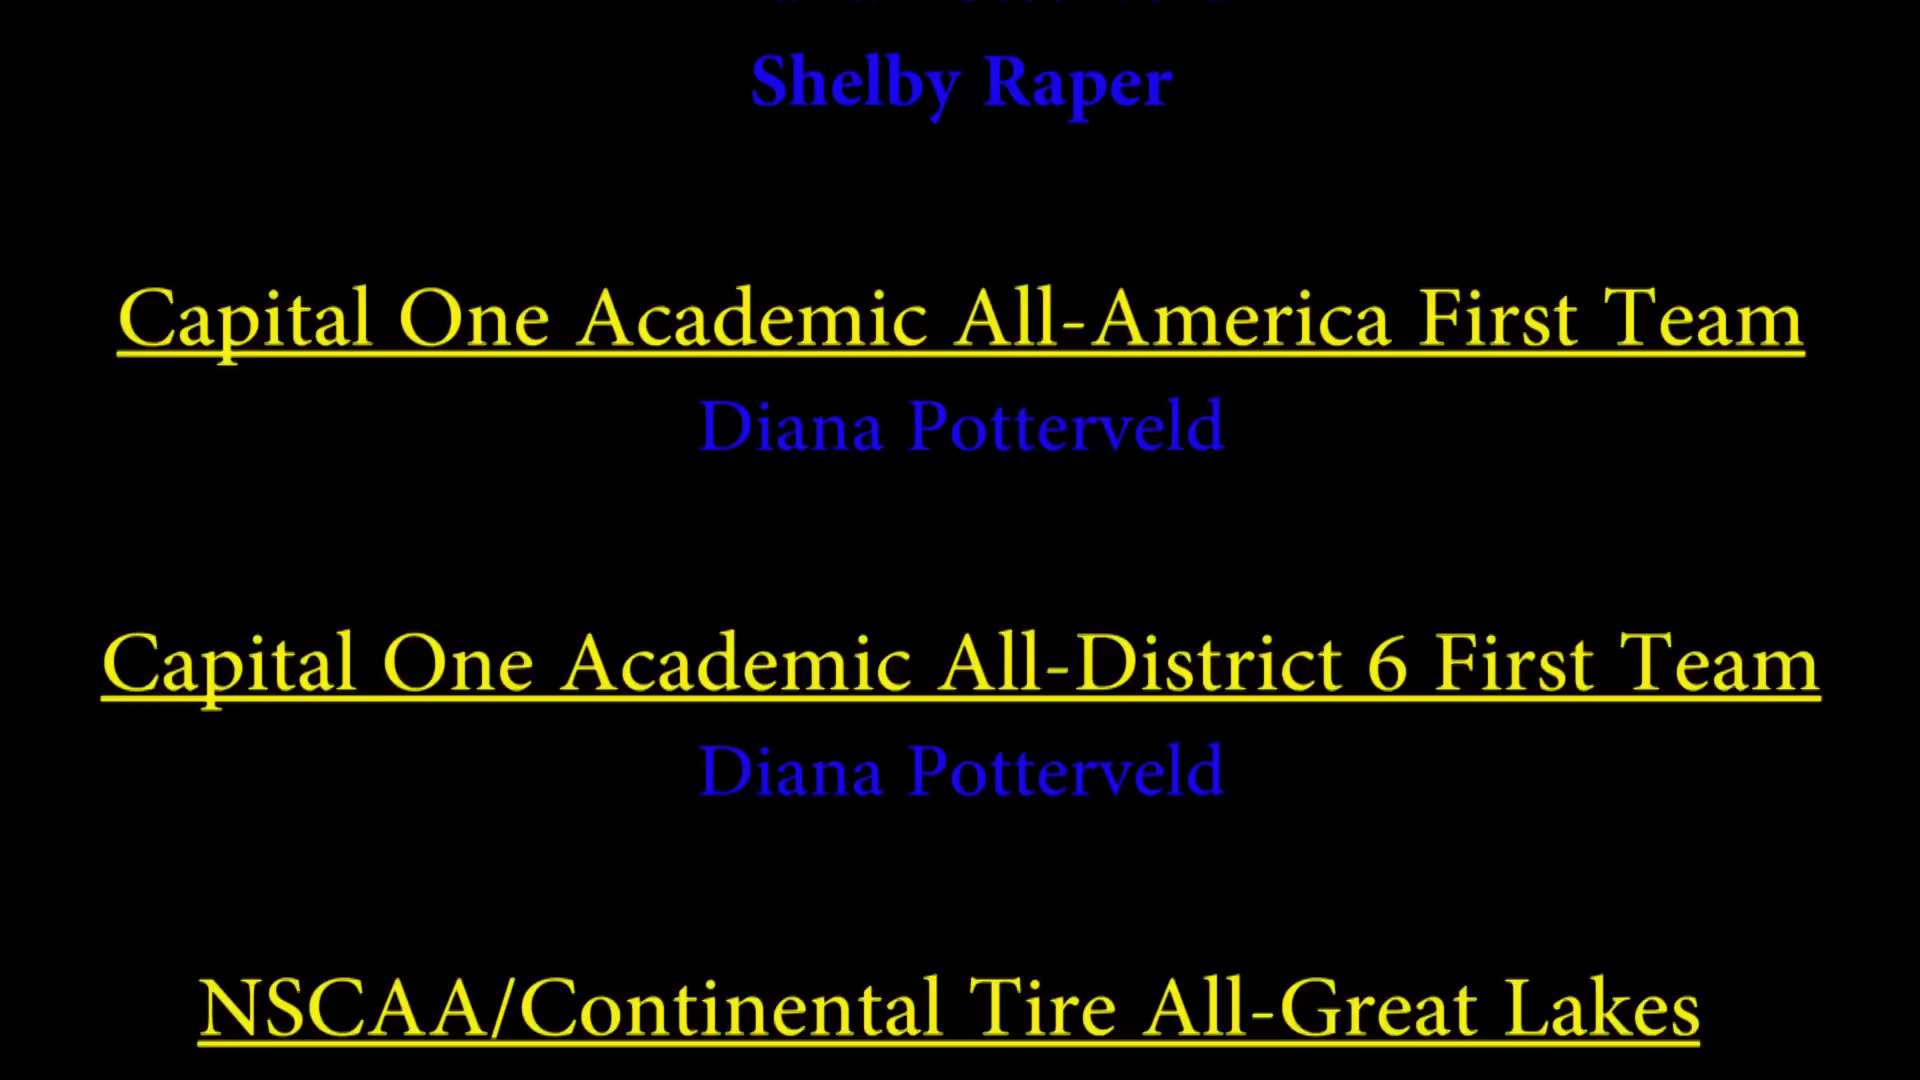 Shelby Raper
Capital One Academic All-America First Team
Diana Potterveld
Capital One Academic All-District 6 First Team
Diana Potterveld
NSCAA/Continental Tire All-Great Lakes